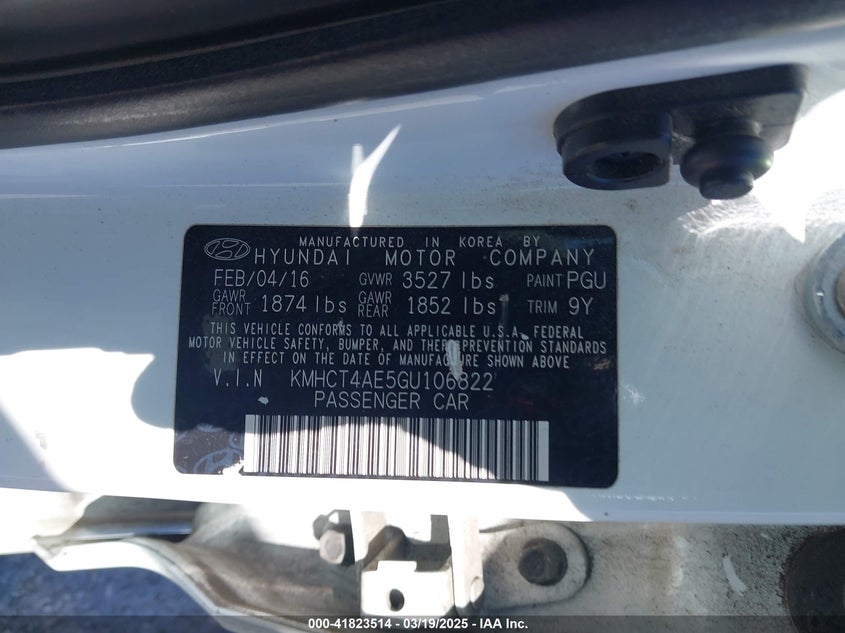 MANUFACTURED IN KOREA BY
HYUNDAI MOTOR COMPANY
FEB/04/16 GVWR 3527 lbs PAINT PGU
GAWR FRONT 1874 lbs GAWR REAR 1852 lbs TRIM 9Y
THIS VEHICLE CONFORMS TO ALL APPLICABLE U.S.A. FEDERAL
MOTOR VEHICLE SAFETY, BUMPER, AND THEFT PREVENTION STANDARDS
IN EFFECT ON THE DATE OF MANUFACTURE SHOWN ABOVE
V.I.N KMHCT4AE5GU106822
PASSENGER CAR
000-41823514 - 03/19/2025 - IAA Inc.